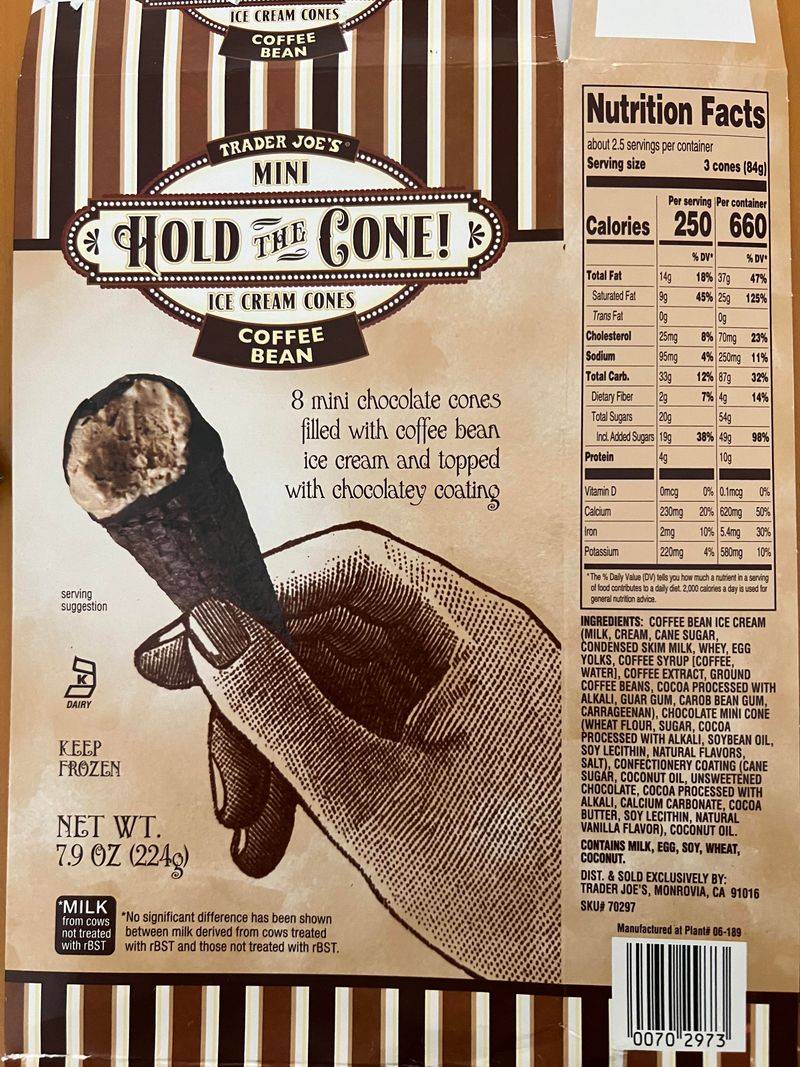 ICE CREAM CONES
COFFEE
BEAN
TRADER JOE'S®
MINI
HOLD THE CONE!
ICE CREAM CONES
COFFEE
BEAN
8 mini chocolate cones
filled with coffee bean
ice cream and topped
with chocolatey coating
serving
suggestion
K
DAIRY
KEEP
FROZEN
NET WT.
7.9 OZ (224g)
*MILK
from cows
not treated
with rBST
*No significant difference has been shown
between milk derived from cows treated
with rBST and those not treated with rBST.
Nutrition Facts
about 2.5 servings per container
Serving size 3 cones (84g)
Per serving Per container
Calories 250 660
% DV* % DV*
Total Fat 14g 18% 37g 47%
Saturated Fat 9g 45% 25g 125%
Trans Fat 0g 0g
Cholesterol 25mg 8% 70mg 23%
Sodium 95mg 4% 250mg 11%
Total Carb. 33g 12% 87g 32%
Dietary Fiber 2g 7% 4g 14%
Total Sugars 20g 54g
Incl. Added Sugars 19g 38% 49g 98%
Protein 4g 10g
Vitamin D 0mcg 0% 0.1mcg 0%
Calcium 230mg 20% 620mg 50%
Iron 2mg 10% 5.4mg 30%
Potassium 220mg 4% 580mg 10%
*The % Daily Value (DV) tells you how much a nutrient in a serving
of food contributes to a daily diet. 2,000 calories a day is used for
general nutrition advice.
INGREDIENTS: COFFEE BEAN ICE CREAM
(MILK, CREAM, CANE SUGAR,
CONDENSED SKIM MILK, WHEY, EGG
YOLKS, COFFEE SYRUP [COFFEE,
WATER], COFFEE EXTRACT, GROUND
COFFEE BEANS, COCOA PROCESSED WITH
ALKALI, GUAR GUM, CAROB BEAN GUM,
CARRAGEENAN), CHOCOLATE MINI CONE
(WHEAT FLOUR, SUGAR, COCOA
PROCESSED WITH ALKALI, SOYBEAN OIL,
SOY LECITHIN, NATURAL FLAVORS,
SALT), CONFECTIONERY COATING (CANE
SUGAR, COCONUT OIL, UNSWEETENED
CHOCOLATE, COCOA PROCESSED WITH
ALKALI, CALCIUM CARBONATE, COCOA
BUTTER, SOY LECITHIN, NATURAL
VANILLA FLAVOR), COCONUT OIL.
CONTAINS MILK, EGG, SOY, WHEAT,
COCONUT.
DIST. & SOLD EXCLUSIVELY BY:
TRADER JOE'S, MONROVIA, CA 91016
SKU# 70297
Manufactured at Plant# 06-189
0070 2973